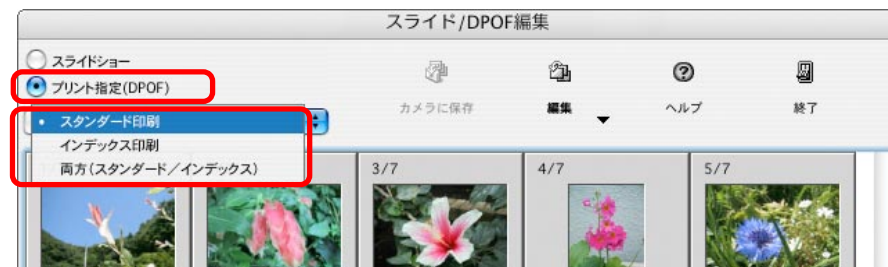 スライド/DPOF編集
スライドショー
プリント指定(DPOF)
カメラに保存
編集
ヘルプ
終了
• スタンダード印刷
インデックス印刷
両方(スタンダード/インデックス)
3/7
4/7
5/7